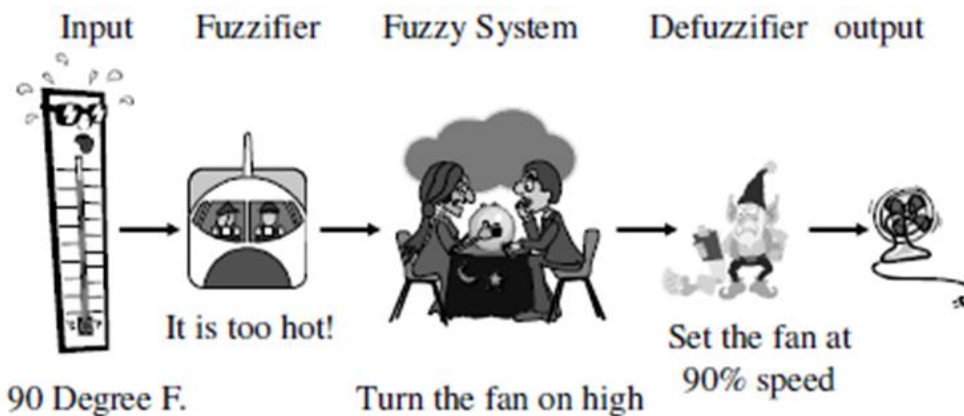 Input
Fuzzifier
Fuzzy System
Defuzzifier
output
It is too hot!
Set the fan at
90% speed
90 Degree F.
Turn the fan on high